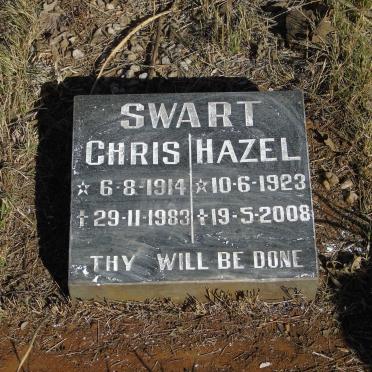 SWART
CHRIS | HAZEL
☆ 6-8-1914 ☆ 10-6-1923
† 29-11-1983 † 19-5-2008
THY WILL BE DONE